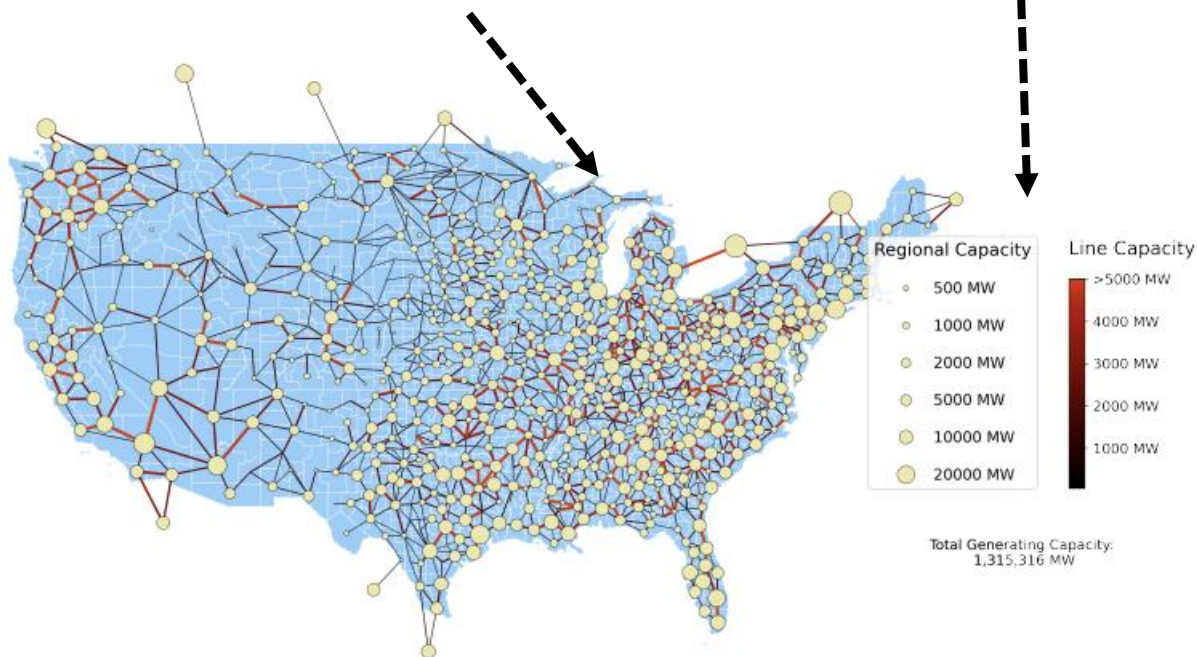 Regional Capacity
500 MW
1000 MW
2000 MW
5000 MW
10000 MW
20000 MW
Line Capacity
>5000 MW
4000 MW
3000 MW
2000 MW
1000 MW
Total Generating Capacity:
1,315,316 MW